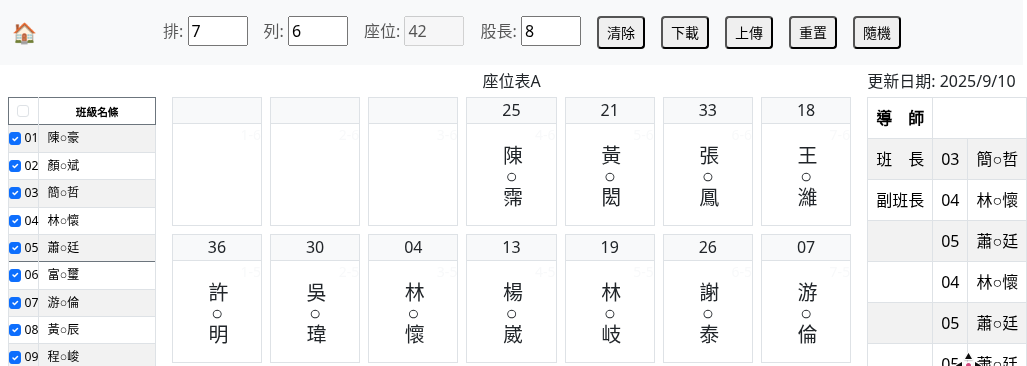 排: 7 列: 6 座位: 42 股長: 8 清除 下載 上傳 重置 隨機
座位表A 更新日期: 2025/9/10
班級名條
01 陳○豪
02 顏○斌
03 簡○哲
04 林○懷
05 蕭○廷
06 富○璽
07 游○倫
08 黃○辰
09 程○峻
25 21 33 18
陳○霈 黃○閎 張○鳳 王○濰
36 30 04 13 19 26 07
許○明 吳○瑋 林○懷 楊○崴 林○岐 謝○泰 游○倫
導 師
班 長 03 簡○哲
副班長 04 林○懷
05 蕭○廷
04 林○懷
05 蕭○廷
05 蕭○廷